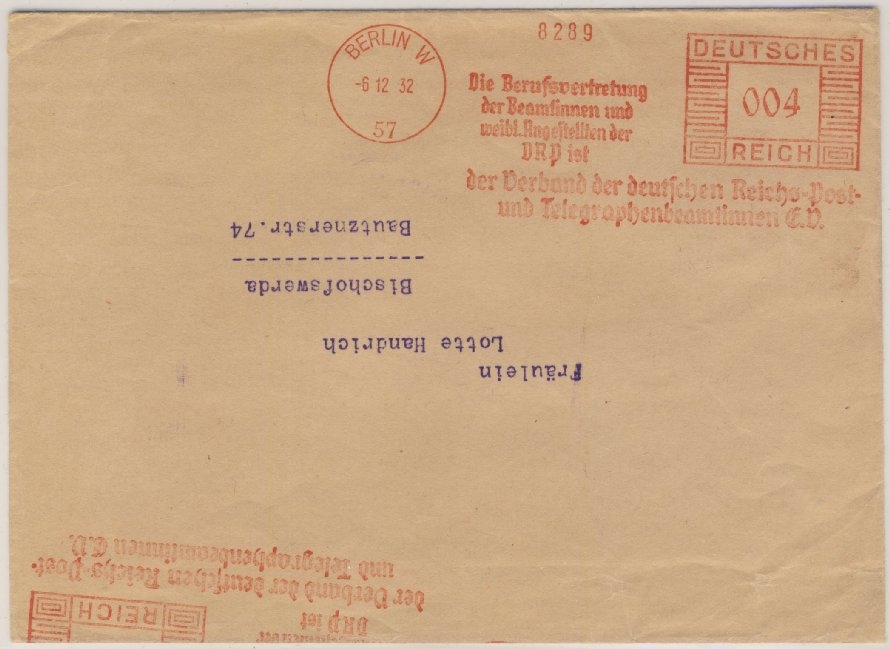 8289
BERLIN W
-6 12 32
57
Die Berufsvertretung
der Beamtinnen und
weibl. Angestellten der
DRP ist
der Verband der deutschen Reichs-Post-
und Telegraphenbeamtinnen E.V.
DEUTSCHES
004
REICH
Fräulein
Lotte Handrich
Bischofswerda
Bautznerstr.74
REICH
DRP ist
der Verband der deutschen Reichs-Post-
und Telegraphenbeamtinnen E.V.